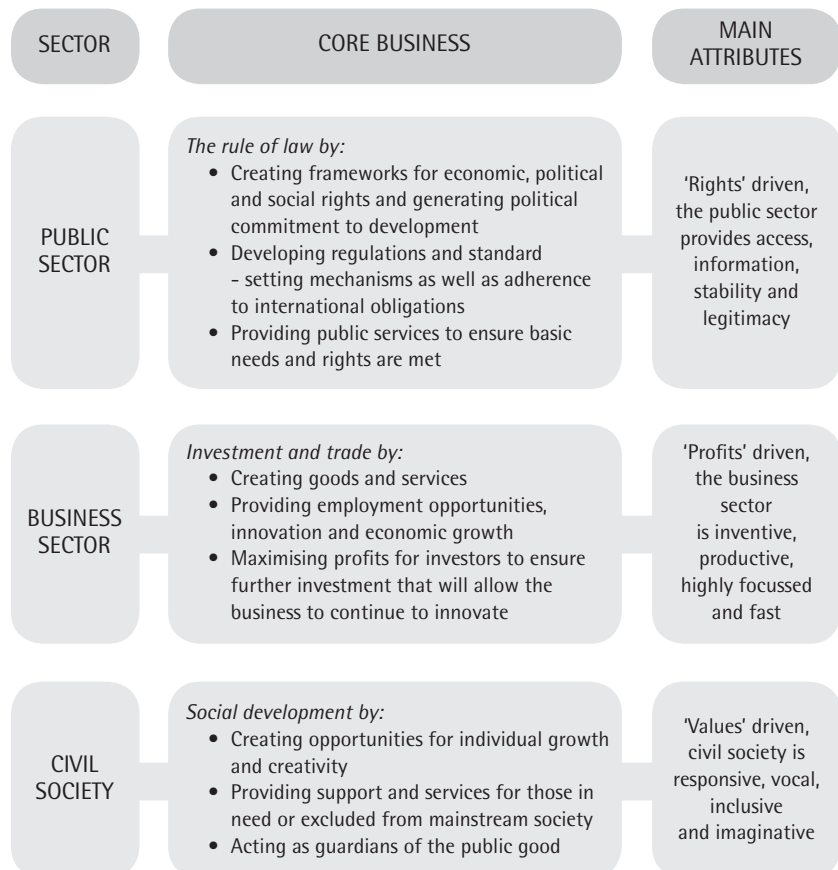 SECTOR
CORE BUSINESS
MAIN
ATTRIBUTES
PUBLIC
SECTOR
The rule of law by:
• Creating frameworks for economic, political
and social rights and generating political
commitment to development
• Developing regulations and standard
- setting mechanisms as well as adherence
to international obligations
• Providing public services to ensure basic
needs and rights are met
'Rights' driven,
the public sector
provides access,
information,
stability and
legitimacy
BUSINESS
SECTOR
Investment and trade by:
• Creating goods and services
• Providing employment opportunities,
innovation and economic growth
• Maximising profits for investors to ensure
further investment that will allow the
business to continue to innovate
'Profits' driven,
the business
sector
is inventive,
productive,
highly focussed
and fast
CIVIL
SOCIETY
Social development by:
• Creating opportunities for individual growth
and creativity
• Providing support and services for those in
need or excluded from mainstream society
• Acting as guardians of the public good
'Values' driven,
civil society is
responsive, vocal,
inclusive
and imaginative